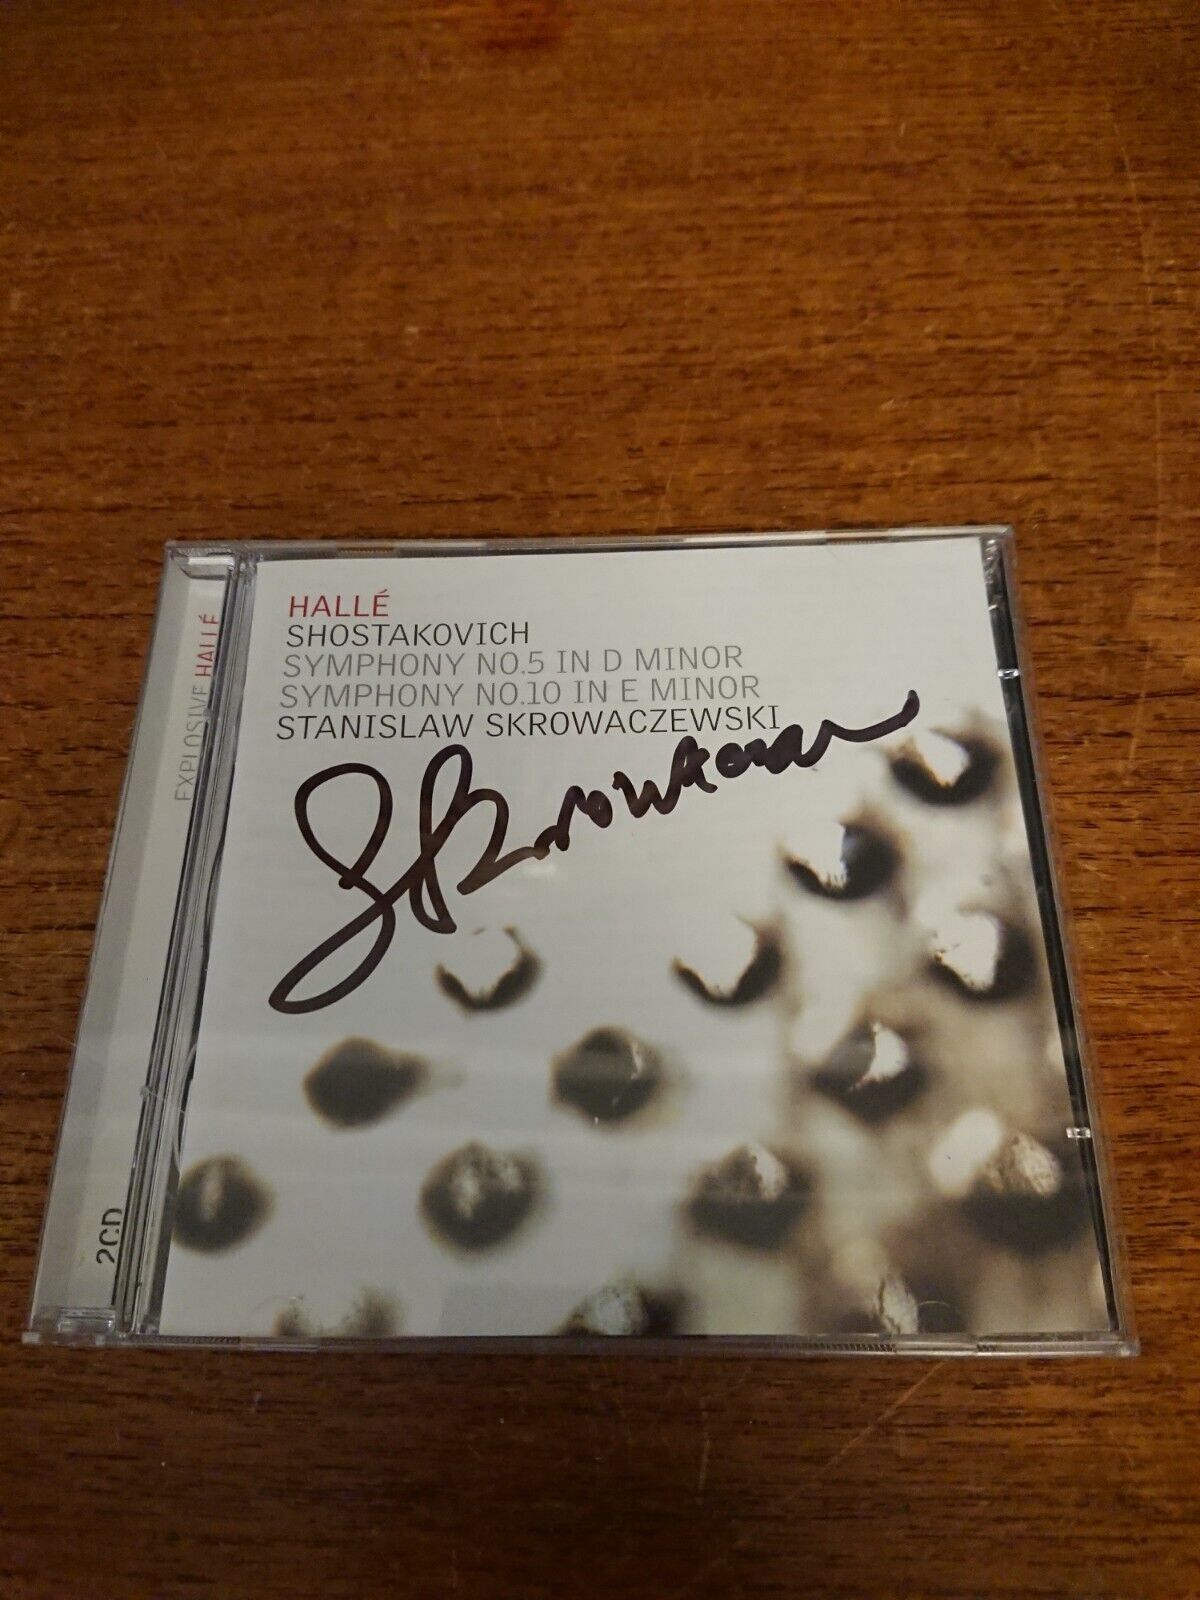 HALLÉ
SHOSTAKOVICH
SYMPHONY NO.5 IN D MINOR
SYMPHONY NO.10 IN E MINOR
STANISLAW SKROWACZEWSKI
EXPLOSIVE HALLÉ
2CD